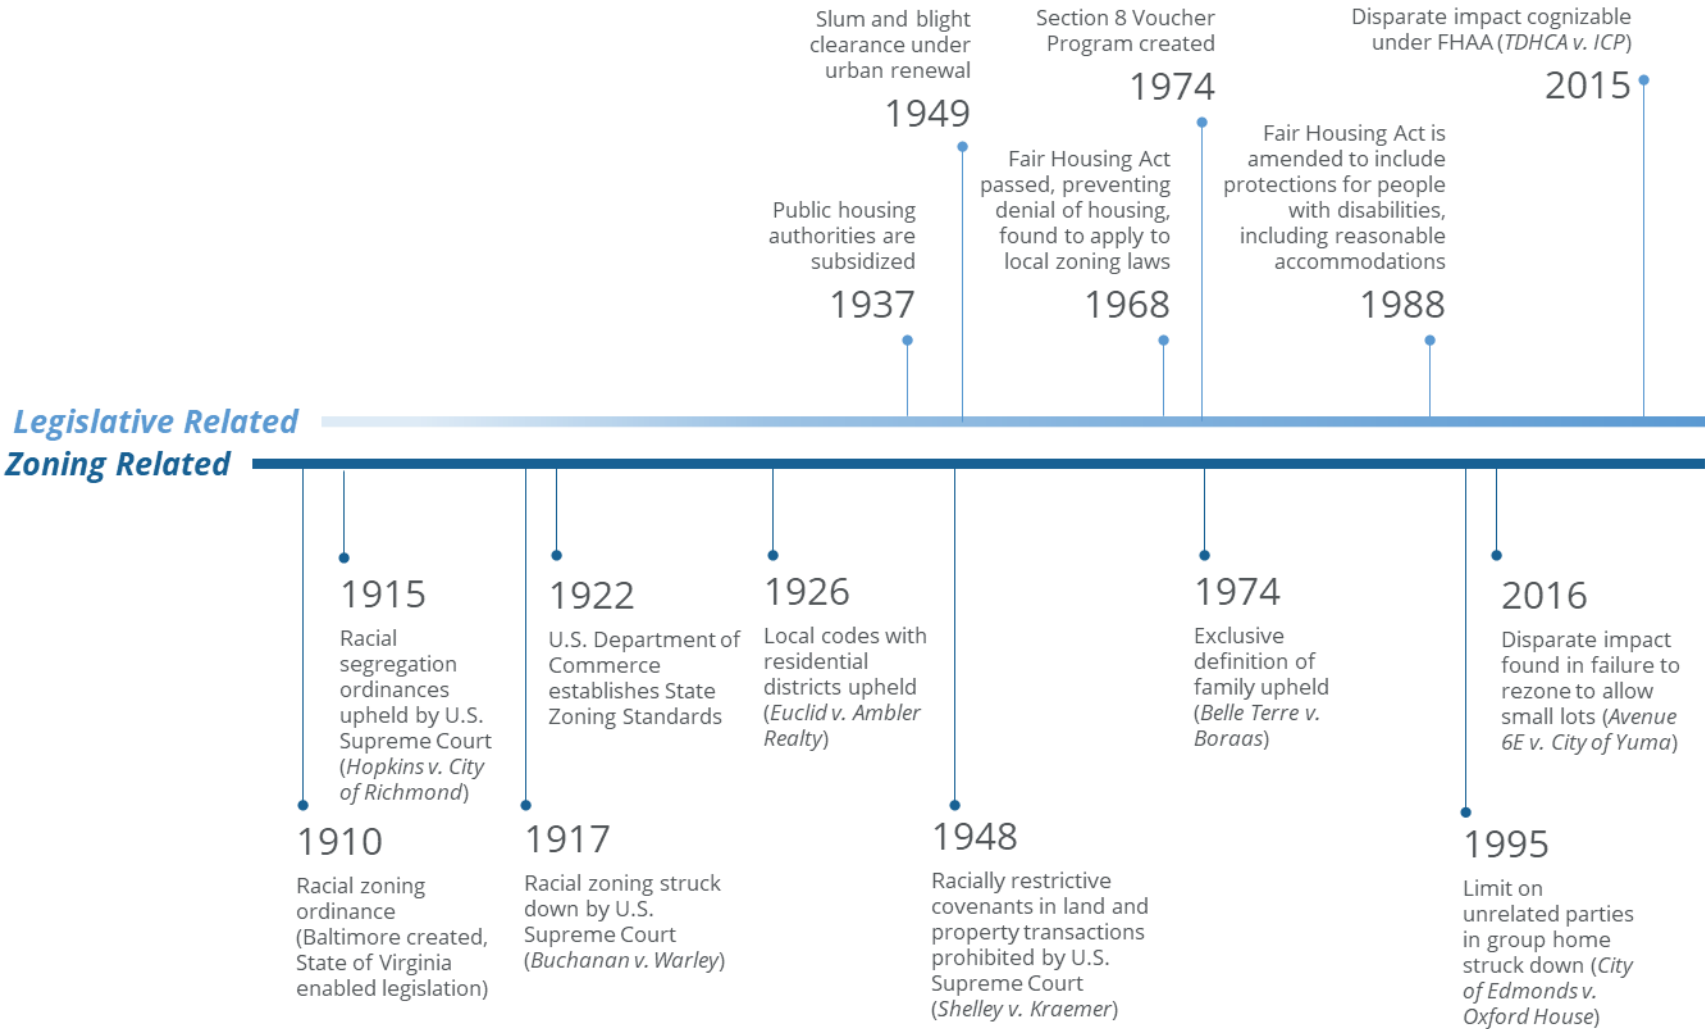 Slum and blight
clearance under
urban renewal
1949
Section 8 Voucher
Program created
1974
Disparate impact cognizable
under FHAA (TDHCA v. ICP)
2015
Public housing
authorities are
subsidized
1937
Fair Housing Act
passed, preventing
denial of housing,
found to apply to
local zoning laws
1968
Fair Housing Act is
amended to include
protections for people
with disabilities,
including reasonable
accommodations
1988
Legislative Related
Zoning Related
1915
Racial
segregation
ordinances
upheld by U.S.
Supreme Court
(Hopkins v. City
of Richmond)
1922
U.S. Department of
Commerce
establishes State
Zoning Standards
1926
Local codes with
residential
districts upheld
(Euclid v. Ambler
Realty)
1974
Exclusive
definition of
family upheld
(Belle Terre v.
Boraas)
2016
Disparate impact
found in failure to
rezone to allow
small lots (Avenue
6E v. City of Yuma)
1910
Racial zoning
ordinance
(Baltimore created,
State of Virginia
enabled legislation)
1917
Racial zoning struck
down by U.S.
Supreme Court
(Buchanan v. Warley)
1948
Racially restrictive
covenants in land and
property transactions
prohibited by U.S.
Supreme Court
(Shelley v. Kraemer)
1995
Limit on
unrelated parties
in group home
struck down (City
of Edmonds v.
Oxford House)